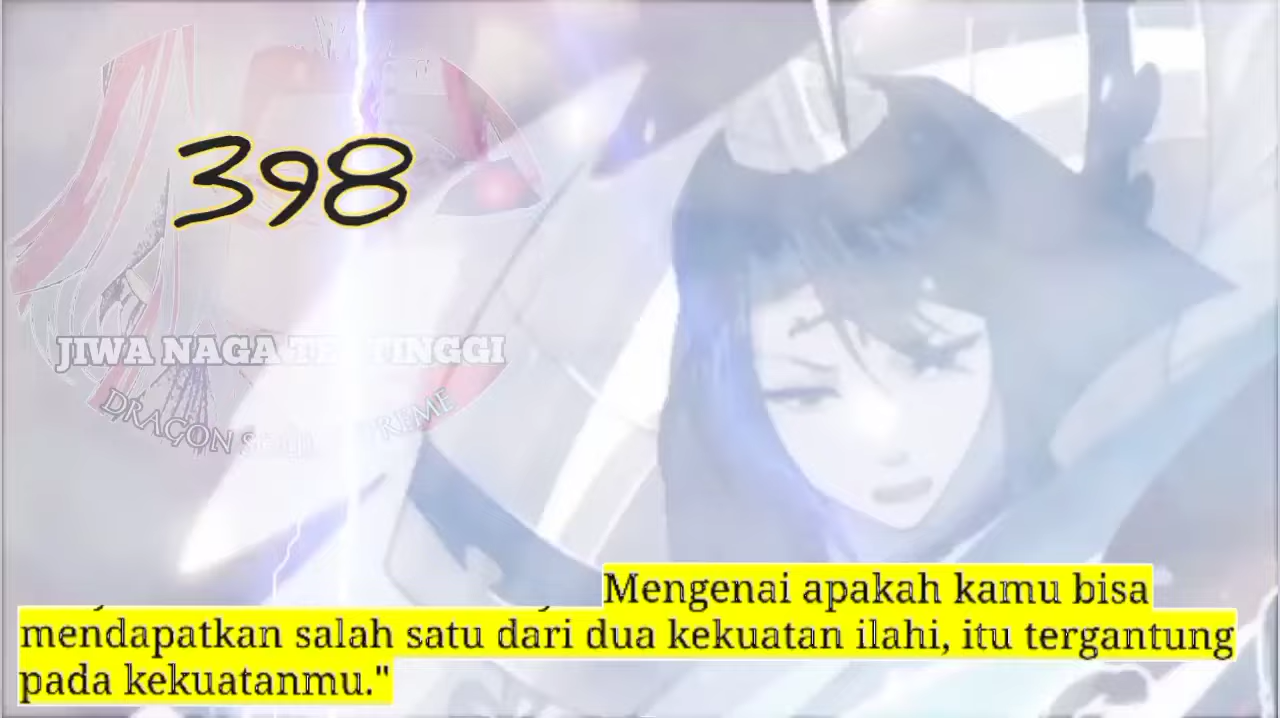 398
JIWA NAGA TERTINGGI
DRAGON
Mengenai apakah kamu bisa
mendapatkan salah satu dari dua kekuatan ilahi, itu tergantung
pada kekuatanmu."